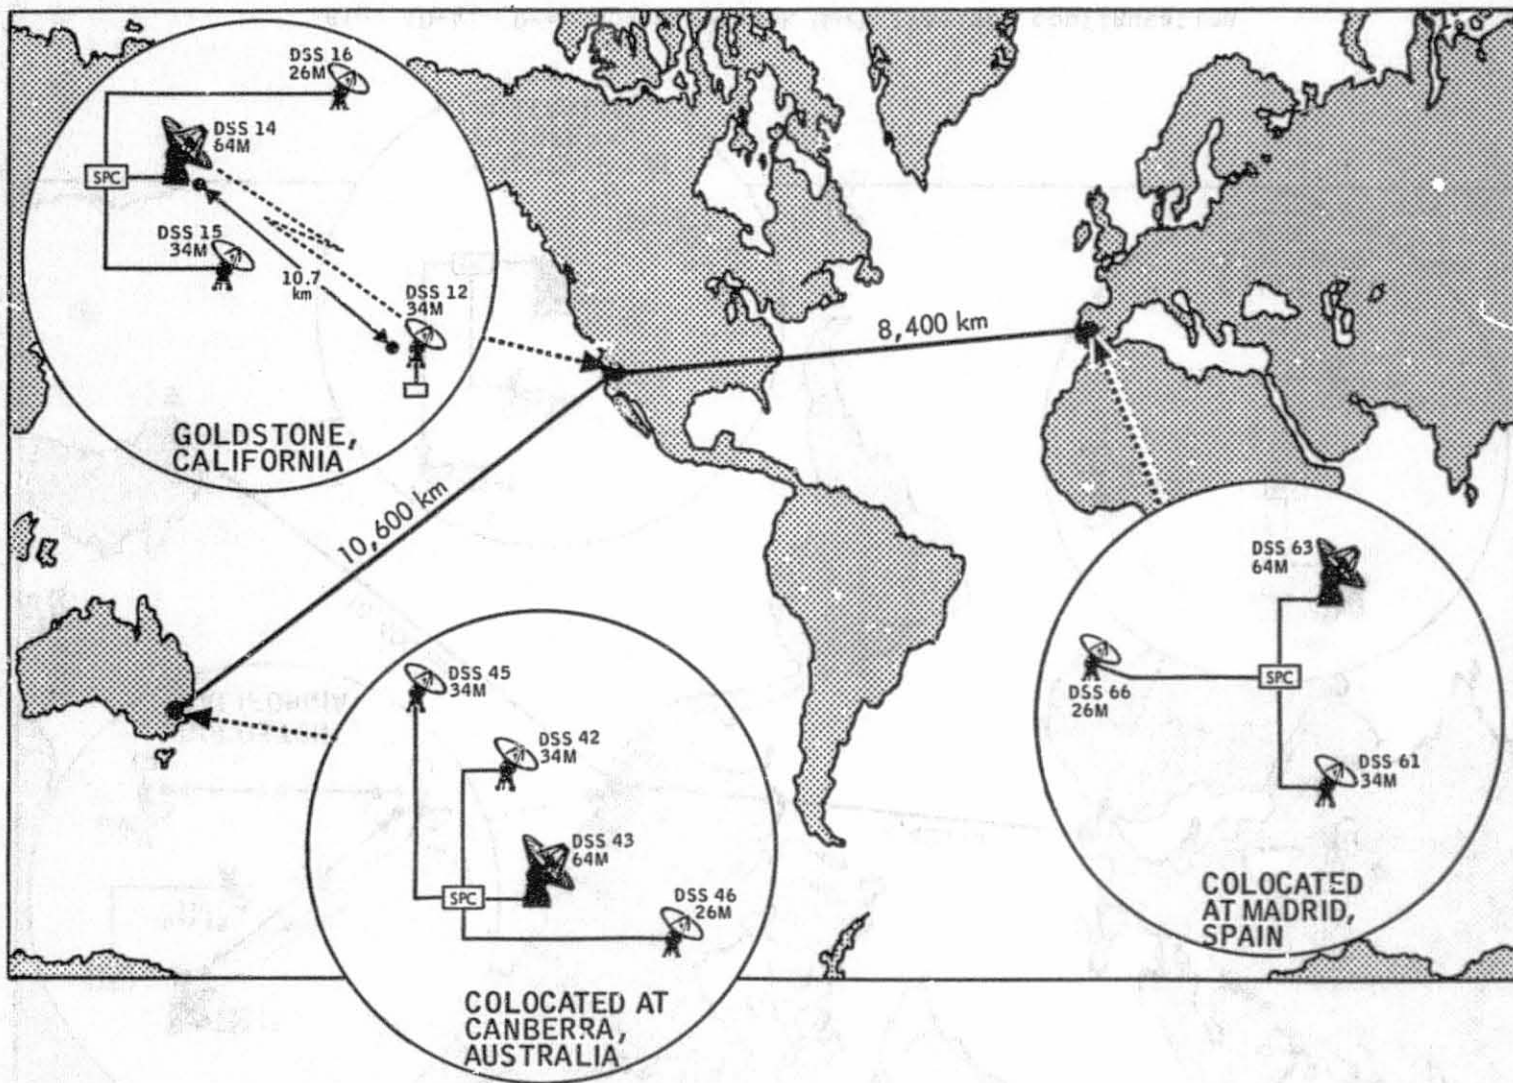 DSS 16
26M
DSS 14
64M
SPC
DSS 15
34M
10.7
km
DSS 12
34M
GOLDSTONE,
CALIFORNIA
8,400 km
10,600 km
DSS 45
34M
DSS 42
34M
DSS 43
64M
SPC
DSS 46
26M
COLOCATED AT
CANBERRA,
AUSTRALIA
DSS 63
64M
DSS 66
26M
SPC
DSS 61
34M
COLOCATED
AT MADRID,
SPAIN